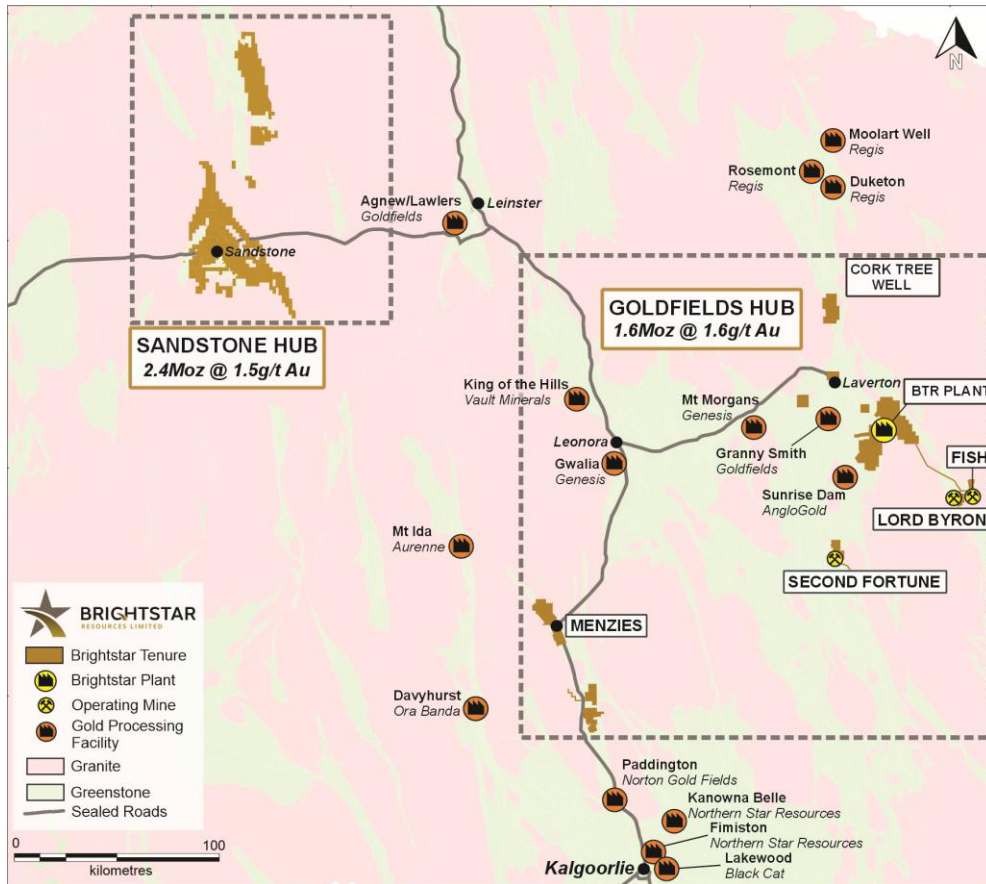 N
Moolart Well
Regis
Rosemont
Regis
Duketon
Regis
Agnew/Lawlers
Goldfields
Leinster
Sandstone
CORK TREE
WELL
GOLDFIELDS HUB
1.6Moz @ 1.6g/t Au
SANDSTONE HUB
2.4Moz @ 1.5g/t Au
King of the Hills
Vault Minerals
Mt Morgans
Genesis
Laverton
BTR PLANT
Leonora
Gwalia
Genesis
Granny Smith
Goldfields
FISH
Sunrise Dam
AngloGold
LORD BYRON
Mt Ida
Aurenne
SECOND FORTUNE
MENZIES
Davyhurst
Ora Banda
Paddington
Norton Gold Fields
Kanowna Belle
Northern Star Resources
Fimiston
Northern Star Resources
Lakewood
Black Cat
Kalgoorlie
BRIGHTSTAR
RESOURCES LIMITED
Brightstar Tenure
Brightstar Plant
Operating Mine
Gold Processing
Facility
Granite
Greenstone
Sealed Roads
0 100
kilometres